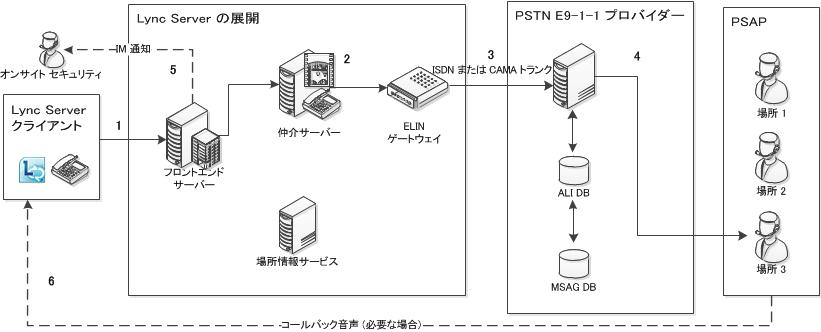 Lync Server の展開
PSTN E9-1-1 プロバイダー
PSAP
IM 通知
オンサイト セキュリティ
5
2
3
4
ISDN または CAMA トランク
Lync Server
クライアント
1
仲介サーバー
ELIN
ゲートウェイ
フロントエンド
サーバー
場所 1
ALI DB
場所 2
場所情報サービス
MSAG DB
場所 3
6
コールバック音声 (必要な場合)